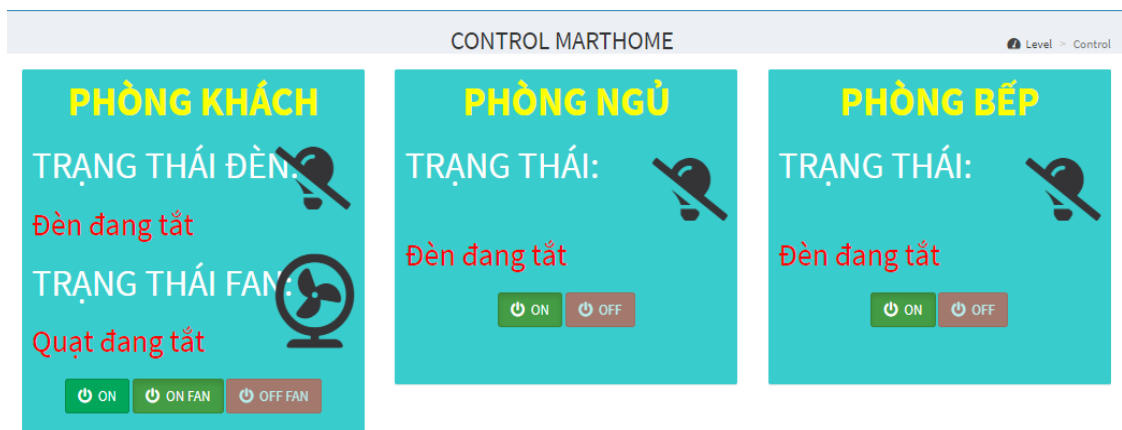 CONTROL MARTHOME
Level > Control
PHÒNG KHÁCH
TRẠNG THÁI ĐÈN:
Đèn đang tắt
TRẠNG THÁI FAN:
Quạt đang tắt
ON ON FAN OFF FAN
PHÒNG NGỦ
TRẠNG THÁI:
Đèn đang tắt
ON OFF
PHÒNG BẾP
TRẠNG THÁI:
Đèn đang tắt
ON OFF